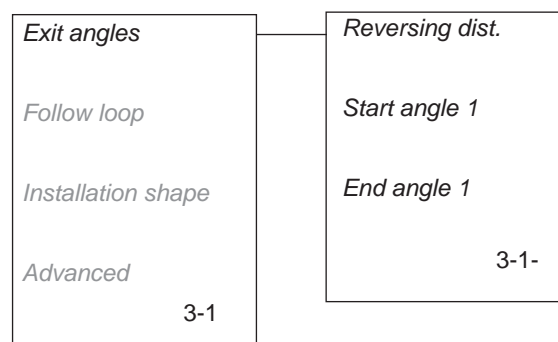 Exit angles
Follow loop
Installation shape
Advanced
3-1
Reversing dist.
Start angle 1
End angle 1
3-1-